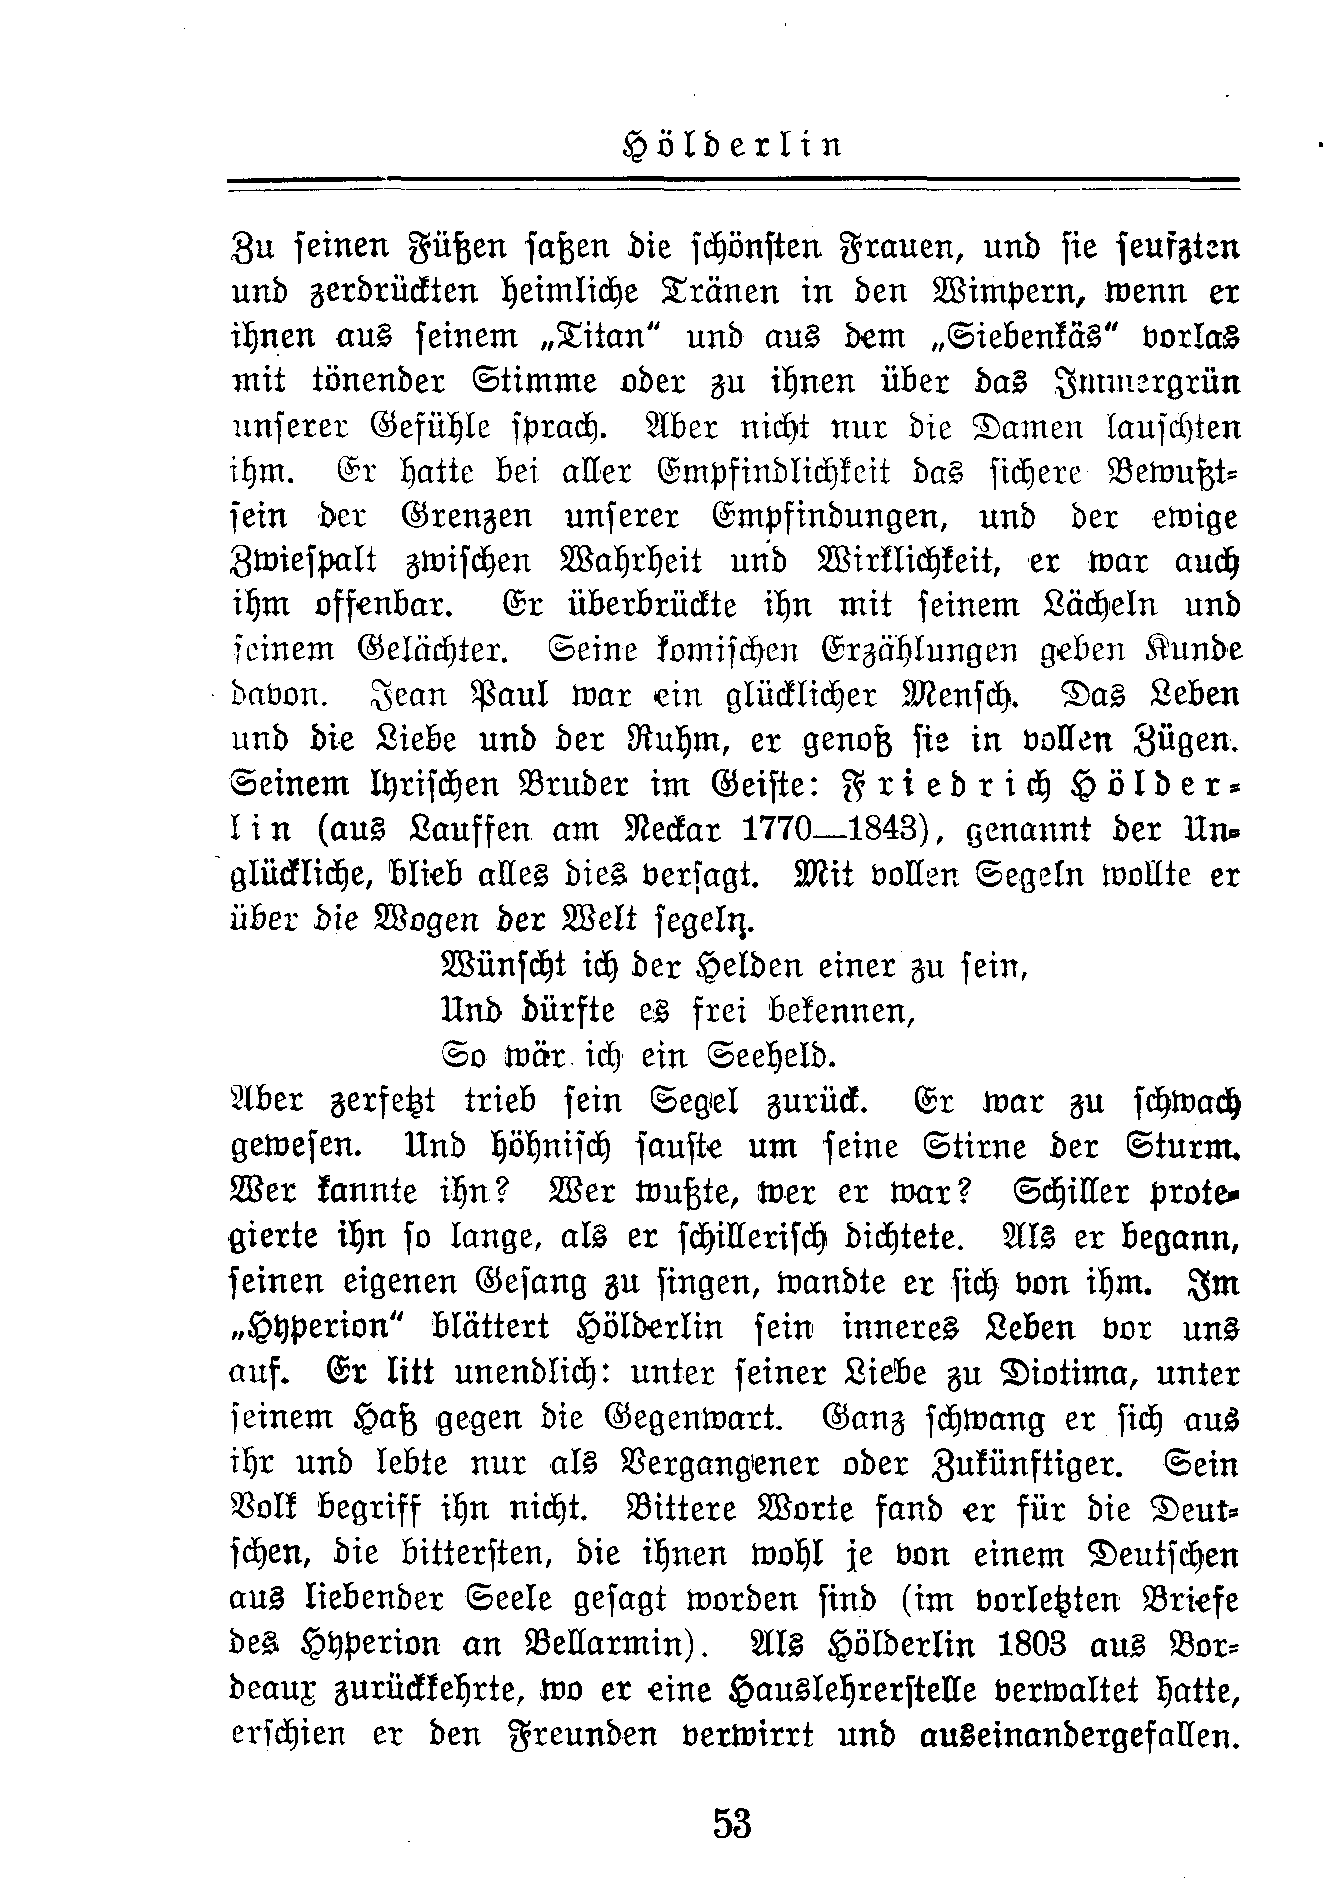 Hölderlin
Zu seinen Füßen saßen die schönsten Frauen, und sie seufzten
und zerdrückten heimliche Tränen in den Wimpern, wenn er
ihnen aus seinem „Titan“ und aus dem „Siebenkäs“ vorlas
mit tönender Stimme oder zu ihnen über das Immergrün
unserer Gefühle sprach. Aber nicht nur die Damen lauschten
ihm. Er hatte bei aller Empfindlichkeit das sichere Bewußt-
sein der Grenzen unserer Empfindungen, und der ewige
Zwiespalt zwischen Wahrheit und Wirklichkeit, er war auch
ihm offenbar. Er überbrückte ihn mit seinem Lächeln und
seinem Gelächter. Seine komischen Erzählungen geben Kunde
davon. Jean Paul war ein glücklicher Mensch. Das Leben
und die Liebe und der Ruhm, er genoß sie in vollen Zügen.
Seinem lyrischen Bruder im Geiste: Friedrich Hölder-
lin (aus Lauffen am Neckar 1770—1843), genannt der Un-
glückliche, blieb alles dies versagt. Mit vollen Segeln wollte er
über die Wogen der Welt segeln.
Wünscht ich der Helden einer zu sein,
Und dürfte es frei bekennen,
So wär ich ein Seeheld.
Aber zerfetzt trieb sein Segel zurück. Er war zu schwach
gewesen. Und höhnisch sauste um seine Stirne der Sturm.
Wer kannte ihn? Wer wußte, wer er war? Schiller prote-
gierte ihn so lange, als er schillerisch dichtete. Als er begann,
seinen eigenen Gesang zu singen, wandte er sich von ihm. Im
„Hyperion“ blättert Hölderlin sein inneres Leben vor uns
auf. Er litt unendlich: unter seiner Liebe zu Diotima, unter
seinem Haß gegen die Gegenwart. Ganz schwang er sich aus
ihr und lebte nur als Vergangener oder Zukünftiger. Sein
Volk begriff ihn nicht. Bittere Worte fand er für die Deut-
schen, die bittersten, die ihnen wohl je von einem Deutschen
aus liebender Seele gesagt worden sind (im vorletzten Briefe
des Hyperion an Bellarmin). Als Hölderlin 1803 aus Bor-
deaux zurückkehrte, wo er eine Hauslehrerstelle verwaltet hatte,
erschien er den Freunden verwirrt und auseinandergefallen.
53